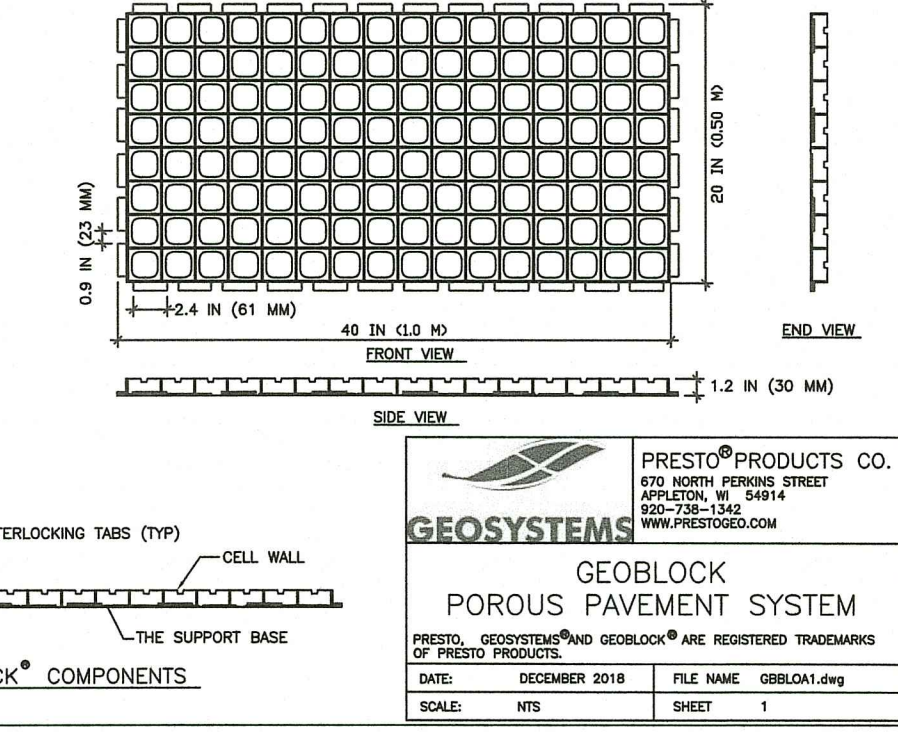 20 IN (0.50 M)
0.9 IN (23 MM)
2.4 IN (61 MM)
40 IN (1.0 M)
FRONT VIEW
END VIEW
1.2 IN (30 MM)
SIDE VIEW
TERLOCKING TABS (TYP)
CELL WALL
THE SUPPORT BASE
CK® COMPONENTS
GEOSYSTEMS
PRESTO® PRODUCTS CO.
670 NORTH PERKINS STREET
APPLETON, WI 54914
920-738-1342
WWW.PRESTOGEO.COM
GEOBLOCK
POROUS PAVEMENT SYSTEM
PRESTO, GEOSYSTEMS® AND GEOBLOCK® ARE REGISTERED TRADEMARKS
OF PRESTO PRODUCTS.
DATE: DECEMBER 2018 FILE NAME GBBLOA1.dwg
SCALE: NTS SHEET 1